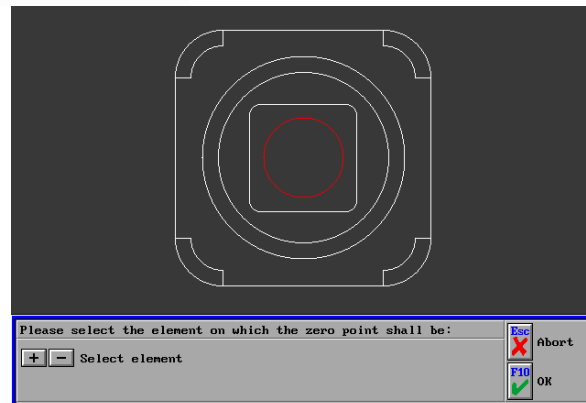 Please select the element on which the zero point shall be:
+ - Select element
Esc Abort
F10 OK